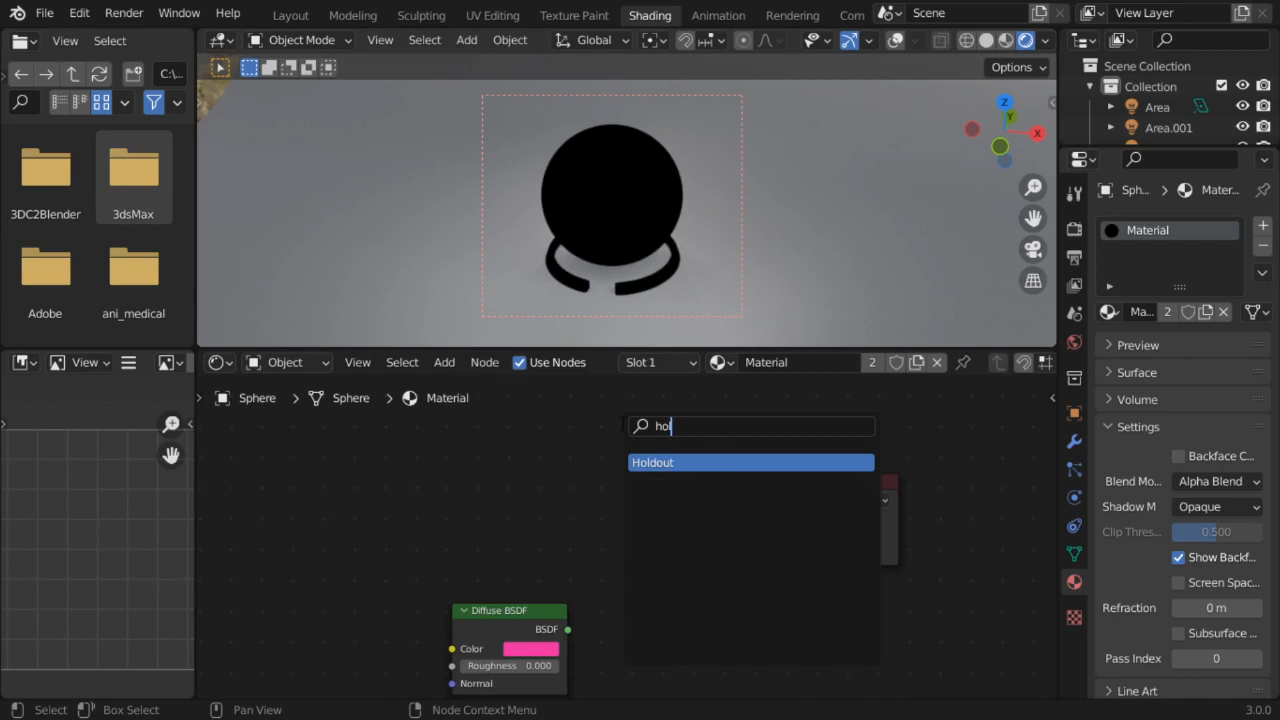 File Edit Render Window Help Layout Modeling Sculpting UV Editing Texture Paint Shading Animation Rendering Com Scene View Layer
View Select Object Mode View Select Add Object Global
C:\...
Options
3DC2Blender 3dsMax
Adobe ani_medical
Z
Y
X
Scene Collection
Collection
Area
Area.001
Sph... Mater...
Material
Ma... 2
Preview
Surface
Volume
Settings
Backface C...
Blend Mo... Alpha Blend
Shadow M Opaque
Clip Thres... 0.500
Show Backf...
Screen Spac...
Refraction 0 m
Subsurface ...
Pass Index 0
Line Art
View Object View Select Add Node Use Nodes Slot 1 Material 2
Sphere Sphere Material
hol
Holdout
Diffuse BSDF
BSDF
Color
Roughness 0.000
Normal
Select Box Select Pan View Node Context Menu 3.0.0